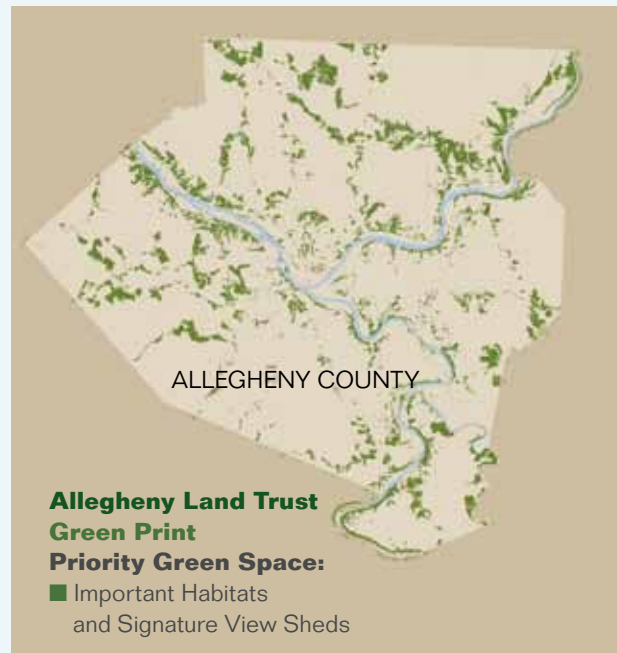 ALLEGHENY COUNTY
Allegheny Land Trust
Green Print
Priority Green Space:
Important Habitats
and Signature View Sheds